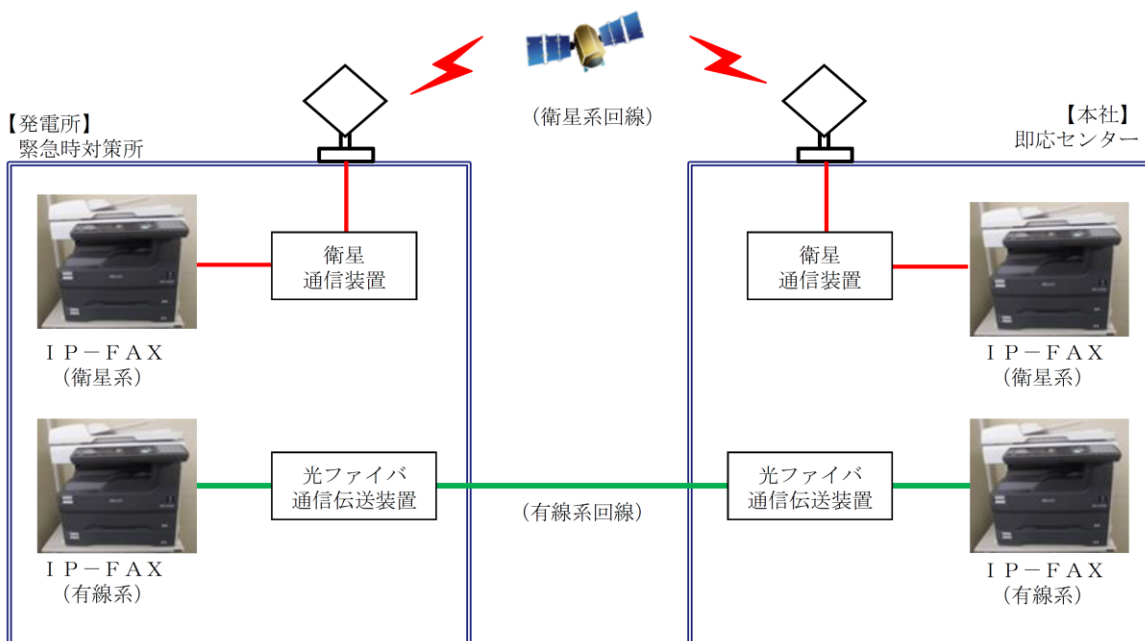 (衛星系回線)
【発電所】
緊急時対策所
【本社】
即応センター
衛星
通信装置
衛星
通信装置
IP-FAX
(衛星系)
IP-FAX
(衛星系)
光ファイバ
通信伝送装置
(有線系回線)
光ファイバ
通信伝送装置
IP-FAX
(有線系)
IP-FAX
(有線系)